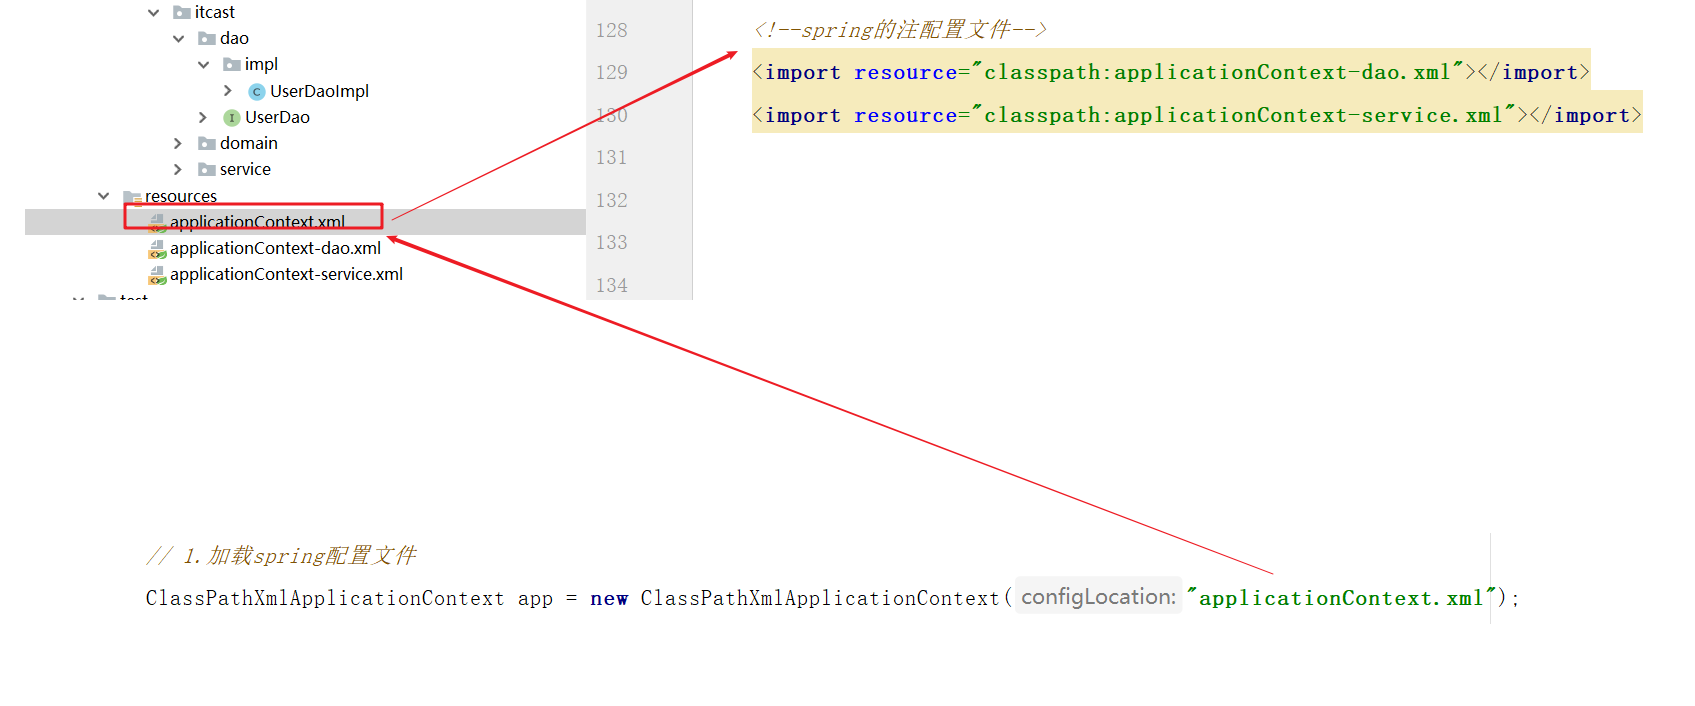 itcast
dao
impl
C UserDaoImpl
I UserDao
domain
service
resources
applicationContext.xml
applicationContext-dao.xml
applicationContext-service.xml
test
128 <!--spring的注配置文件-->
129 <import resource="classpath:applicationContext-dao.xml"></import>
130 <import resource="classpath:applicationContext-service.xml"></import>
131
132
133
134
// 1.加载spring配置文件
ClassPathXmlApplicationContext app = new ClassPathXmlApplicationContext( configLocation: "applicationContext.xml");